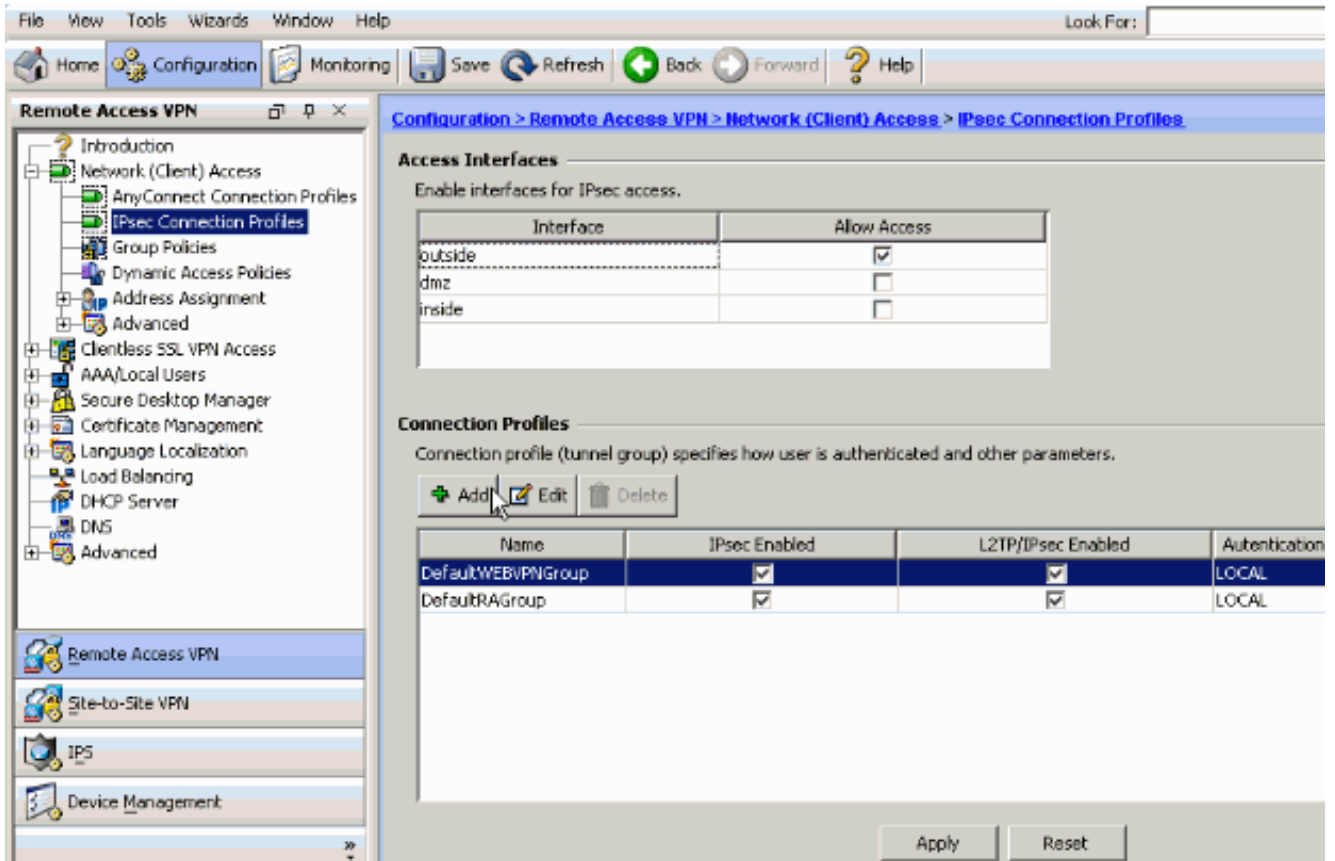 File View Tools Wizards Window Help Look For:
Home Configuration Monitoring Save Refresh Back Forward Help
Remote Access VPN
Introduction
Network (Client) Access
AnyConnect Connection Profiles
IPsec Connection Profiles
Group Policies
Dynamic Access Policies
Address Assignment
Advanced
Clientless SSL VPN Access
AAA/Local Users
Secure Desktop Manager
Certificate Management
Language Localization
Load Balancing
DHCP Server
DNS
Advanced
Remote Access VPN
Site-to-Site VPN
IPS
Device Management
Configuration > Remote Access VPN > Network (Client) Access > IPsec Connection Profiles
Access Interfaces
Enable interfaces for IPsec access.
Interface Allow Access
outside
dmz
inside
Connection Profiles
Connection profile (tunnel group) specifies how user is authenticated and other parameters.
Add Edit Delete
Name IPsec Enabled L2TP/IPsec Enabled Autentication
DefaultWEBVPNGroup LOCAL
DefaultRAGroup LOCAL
Apply Reset